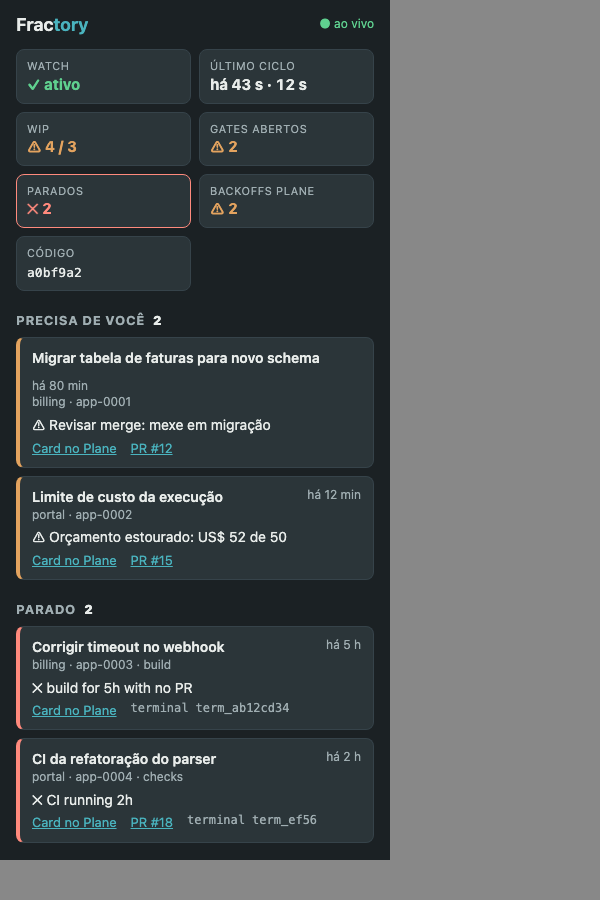 Fractory
ao vivo
WATCH
✓ ativo
ÚLTIMO CICLO
há 43 s · 12 s
WIP
⚠ 4 / 3
GATES ABERTOS
⚠ 2
PARADOS
✕ 2
BACKOFFS PLANE
⚠ 2
CÓDIGO
a0bf9a2
PRECISA DE VOCÊ 2
Migrar tabela de faturas para novo schema
há 80 min
billing · app-0001
⚠ Revisar merge: mexe em migração
Card no Plane PR #12
Limite de custo da execução há 12 min
portal · app-0002
⚠ Orçamento estourado: US$ 52 de 50
Card no Plane PR #15
PARADO 2
Corrigir timeout no webhook há 5 h
billing · app-0003 · build
✕ build for 5h with no PR
Card no Plane terminal term_ab12cd34
CI da refatoração do parser há 2 h
portal · app-0004 · checks
✕ CI running 2h
Card no Plane PR #18 terminal term_ef56